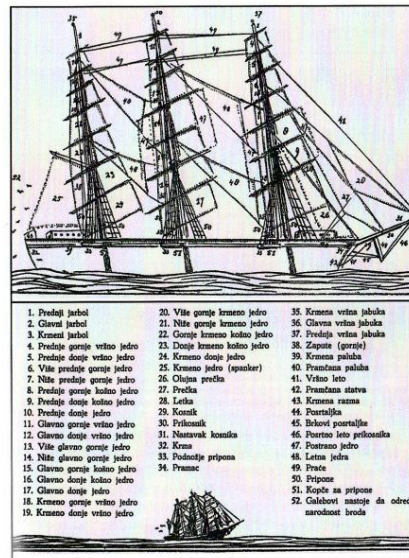 1. Prednji jarbol
2. Glavni jarbol
3. Krmeni jarbol
4. Prednje gornje vršno jedro
5. Prednje donje vršno jedro
6. Više prednje gornje jedro
7. Niže prednje gornje jedro
8. Prednje gornje košno jedro
9. Prednje donje košno jedro
10. Prednje donje jedro
11. Glavno gornje vršno jedro
12. Glavno donje vršno jedro
13. Više glavno gornje jedro
14. Niže glavno gornje jedro
15. Glavno gornje košno jedro
16. Glavno donje košno jedro
17. Glavno donje jedro
18. Krmeno gornje vršno jedro
19. Krmeno donje vršno jedro
20. Više gornje krmeno jedro
21. Niže gornje krmeno jedro
22. Gornje krmeno košno jedro
23. Donje krmeno košno jedro
24. Krmeno donje jedro
25. Krmeno jedro (spanker)
26. Olujna prečka
27. Prečka
28. Letka
29. Kosnik
30. Prikosnik
31. Nastavak kosnika
32. Krma
33. Podnožje pripona
34. Pramac
35. Krmena vršna jabuka
36. Glavna vršna jabuka
37. Prednja vršna jabuka
38. Zapute (gornje)
39. Krmena paluba
40. Pramčana paluba
41. Vršno leto
42. Pramčana statva
43. Krmena razma
44. Posrtaljka
45. Brkovi posrtaljke
46. Posrtno leto prikosnika
47. Postrano jedro
48. Letna jedra
49. Praće
50. Pripone
51. Kopče za pripone
52. Galebovi nastoje da odred
narodnost broda